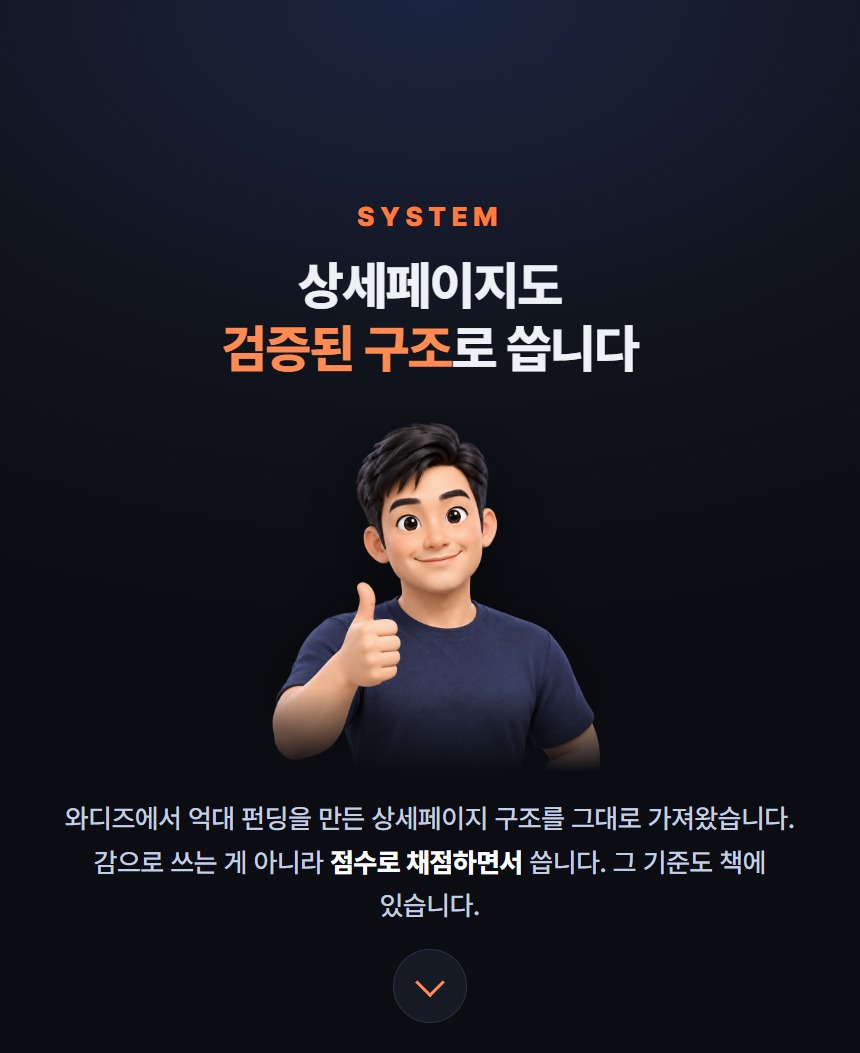 SYSTEM
상세페이지도
검증된 구조로 씁니다
와디즈에서 억대 펀딩을 만든 상세페이지 구조를 그대로 가져왔습니다.
감으로 쓰는 게 아니라 점수로 채점하면서 씁니다. 그 기준도 책에
있습니다.